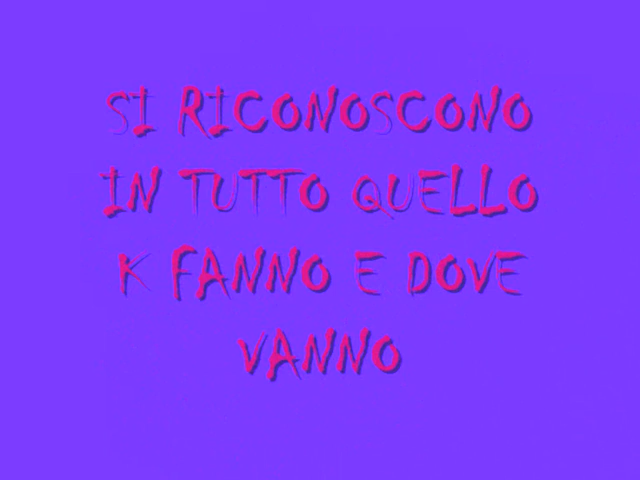 SI RICONOSCONO
IN TUTTO QUELLO
K FANNO E DOVE
VANNO